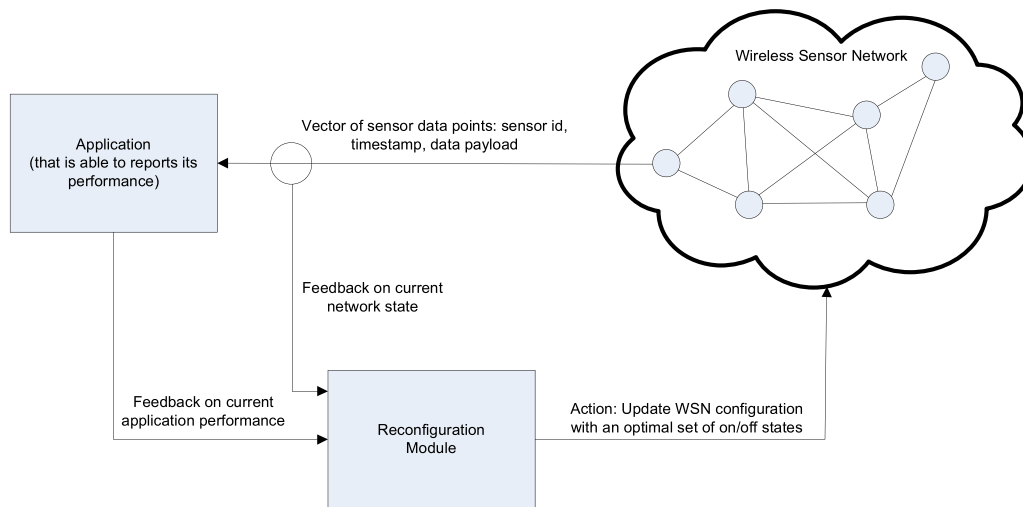 Wireless Sensor Network
Application
(that is able to reports its
performance)
Vector of sensor data points: sensor id,
timestamp, data payload
Feedback on current
network state
Feedback on current
application performance
Reconfiguration
Module
Action: Update WSN configuration
with an optimal set of on/off states